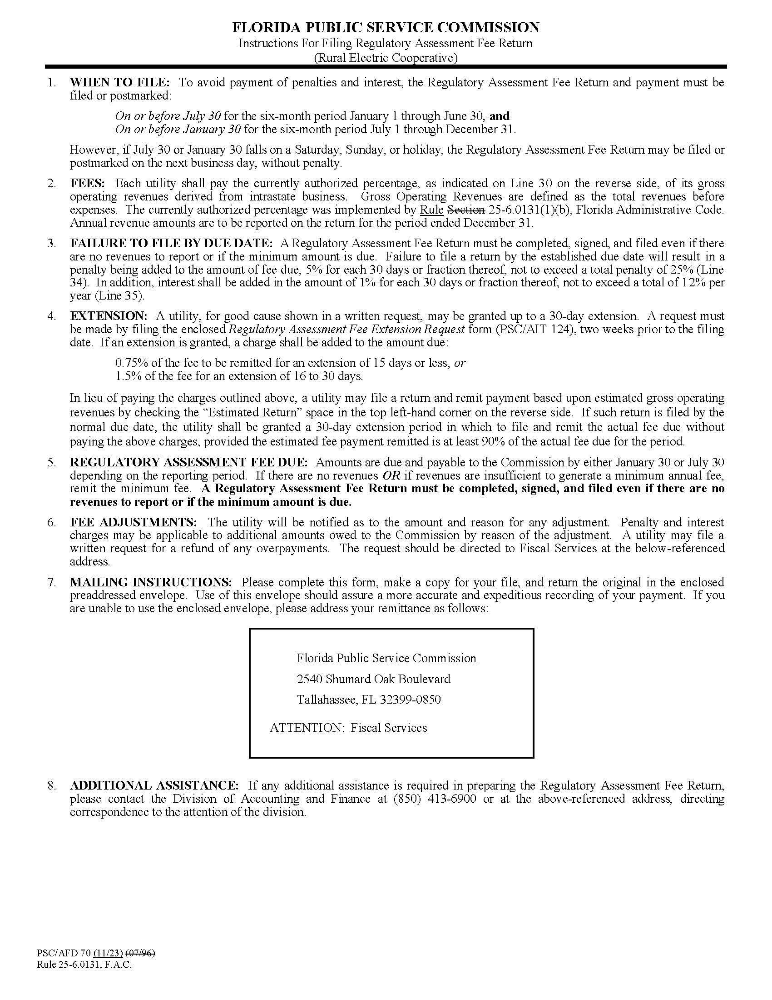 FLORIDA PUBLIC SERVICE COMMISSION
Instructions For Filing Regulatory Assessment Fee Return
(Rural Electric Cooperative)
1. WHEN TO FILE: To avoid payment of penalties and interest, the Regulatory Assessment Fee Return and payment must be
filed or postmarked:
On or before July 30 for the six-month period January 1 through June 30, and
On or before January 30 for the six-month period July 1 through December 31.
However, if July 30 or January 30 falls on a Saturday, Sunday, or holiday, the Regulatory Assessment Fee Return may be filed or
postmarked on the next business day, without penalty.
2. FEES: Each utility shall pay the currently authorized percentage, as indicated on Line 30 on the reverse side, of its gross
operating revenues derived from intrastate business. Gross Operating Revenues are defined as the total revenues before
expenses. The currently authorized percentage was implemented by Rule Section 25-6.0131(1)(b), Florida Administrative Code.
Annual revenue amounts are to be reported on the return for the period ended December 31.
3. FAILURE TO FILE BY DUE DATE: A Regulatory Assessment Fee Return must be completed, signed, and filed even if there
are no revenues to report or if the minimum amount is due. Failure to file a return by the established due date will result in a
penalty being added to the amount of fee due, 5% for each 30 days or fraction thereof, not to exceed a total penalty of 25% (Line
34). In addition, interest shall be added in the amount of 1% for each 30 days or fraction thereof, not to exceed a total of 12% per
year (Line 35).
4. EXTENSION: A utility, for good cause shown in a written request, may be granted up to a 30-day extension. A request must
be made by filing the enclosed Regulatory Assessment Fee Extension Request form (PSC/AIT 124), two weeks prior to the filing
date. If an extension is granted, a charge shall be added to the amount due:
0.75% of the fee to be remitted for an extension of 15 days or less, or
1.5% of the fee for an extension of 16 to 30 days.
In lieu of paying the charges outlined above, a utility may file a return and remit payment based upon estimated gross operating
revenues by checking the “Estimated Return” space in the top left-hand corner on the reverse side. If such return is filed by the
normal due date, the utility shall be granted a 30-day extension period in which to file and remit the actual fee due without
paying the above charges, provided the estimated fee payment remitted is at least 90% of the actual fee due for the period.
5. REGULATORY ASSESSMENT FEE DUE: Amounts are due and payable to the Commission by either January 30 or July 30
depending on the reporting period. If there are no revenues OR if revenues are insufficient to generate a minimum annual fee,
remit the minimum fee. A Regulatory Assessment Fee Return must be completed, signed, and filed even if there are no
revenues to report or if the minimum amount is due.
6. FEE ADJUSTMENTS: The utility will be notified as to the amount and reason for any adjustment. Penalty and interest
charges may be applicable to additional amounts owed to the Commission by reason of the adjustment. A utility may file a
written request for a refund of any overpayments. The request should be directed to Fiscal Services at the below-referenced
address.
7. MAILING INSTRUCTIONS: Please complete this form, make a copy for your file, and return the original in the enclosed
preaddressed envelope. Use of this envelope should assure a more accurate and expeditious recording of your payment. If you
are unable to use the enclosed envelope, please address your remittance as follows:
Florida Public Service Commission
2540 Shumard Oak Boulevard
Tallahassee, FL 32399-0850
ATTENTION: Fiscal Services
8. ADDITIONAL ASSISTANCE: If any additional assistance is required in preparing the Regulatory Assessment Fee Return,
please contact the Division of Accounting and Finance at (850) 413-6900 or at the above-referenced address, directing
correspondence to the attention of the division.
PSC/AFD 70 (11/23) (07/96)
Rule 25-6.0131, F.A.C.